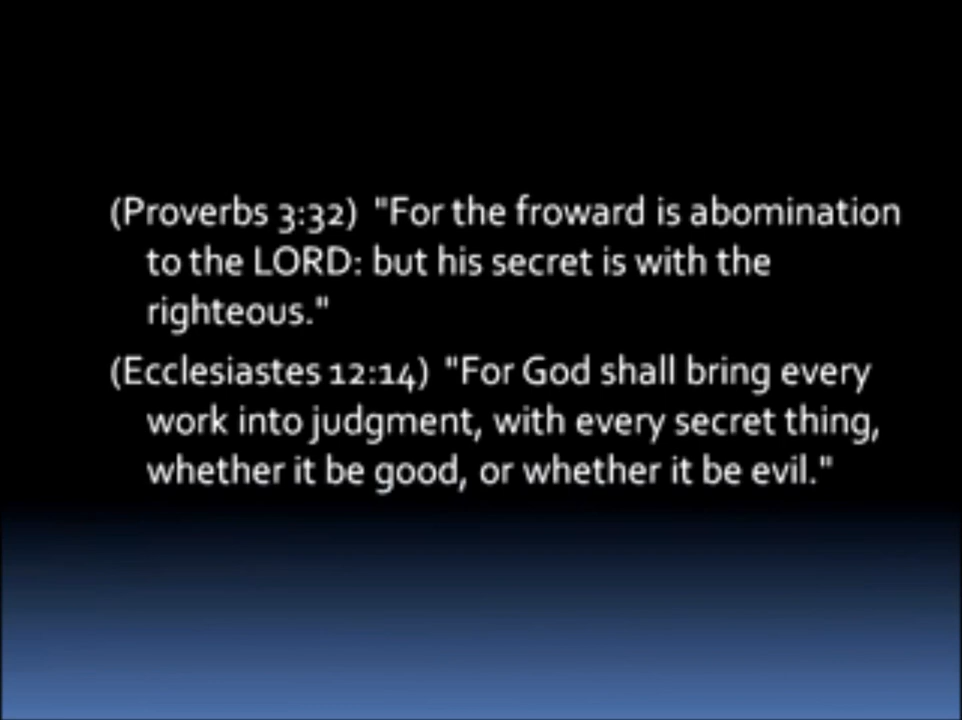 (Proverbs 3:32) "For the froward is abomination
to the LORD: but his secret is with the
righteous."
(Ecclesiastes 12:14) "For God shall bring every
work into judgment, with every secret thing,
whether it be good, or whether it be evil."